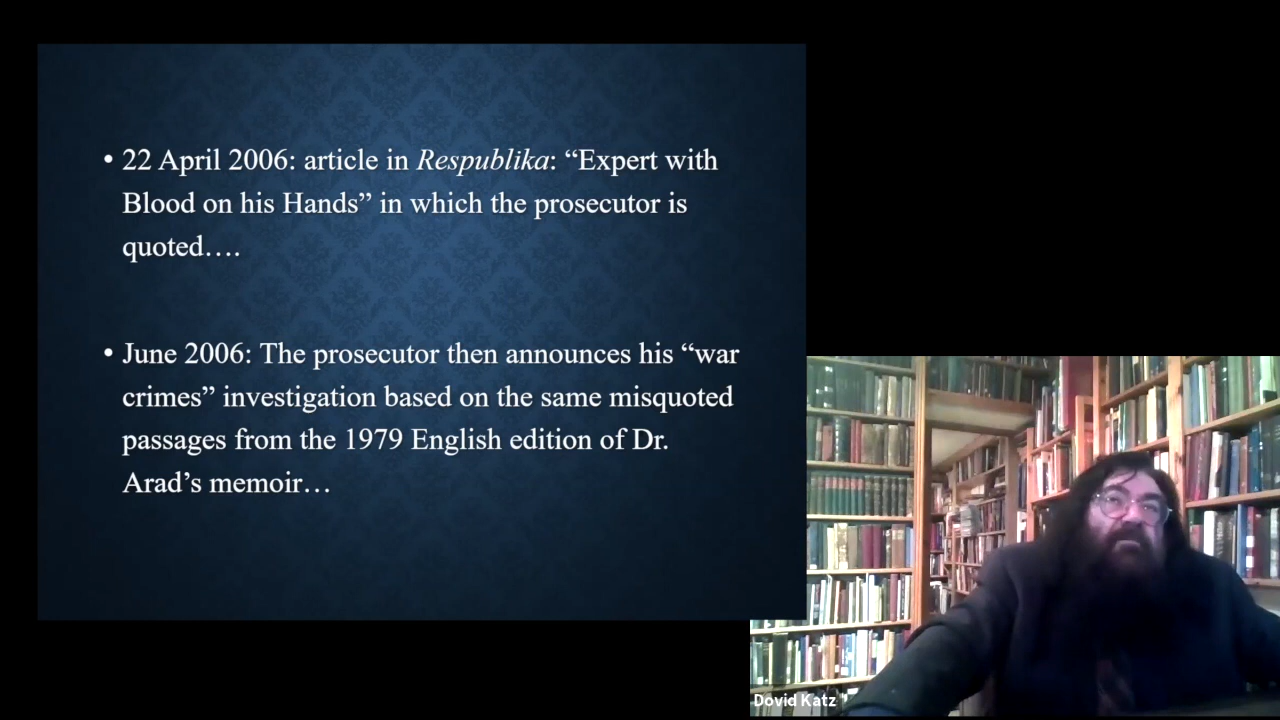 • 22 April 2006: article in Respublika: “Expert with
Blood on his Hands” in which the prosecutor is
quoted….
• June 2006: The prosecutor then announces his “war
crimes” investigation based on the same misquoted
passages from the 1979 English edition of Dr.
Arad’s memoir…
Dovid Katz